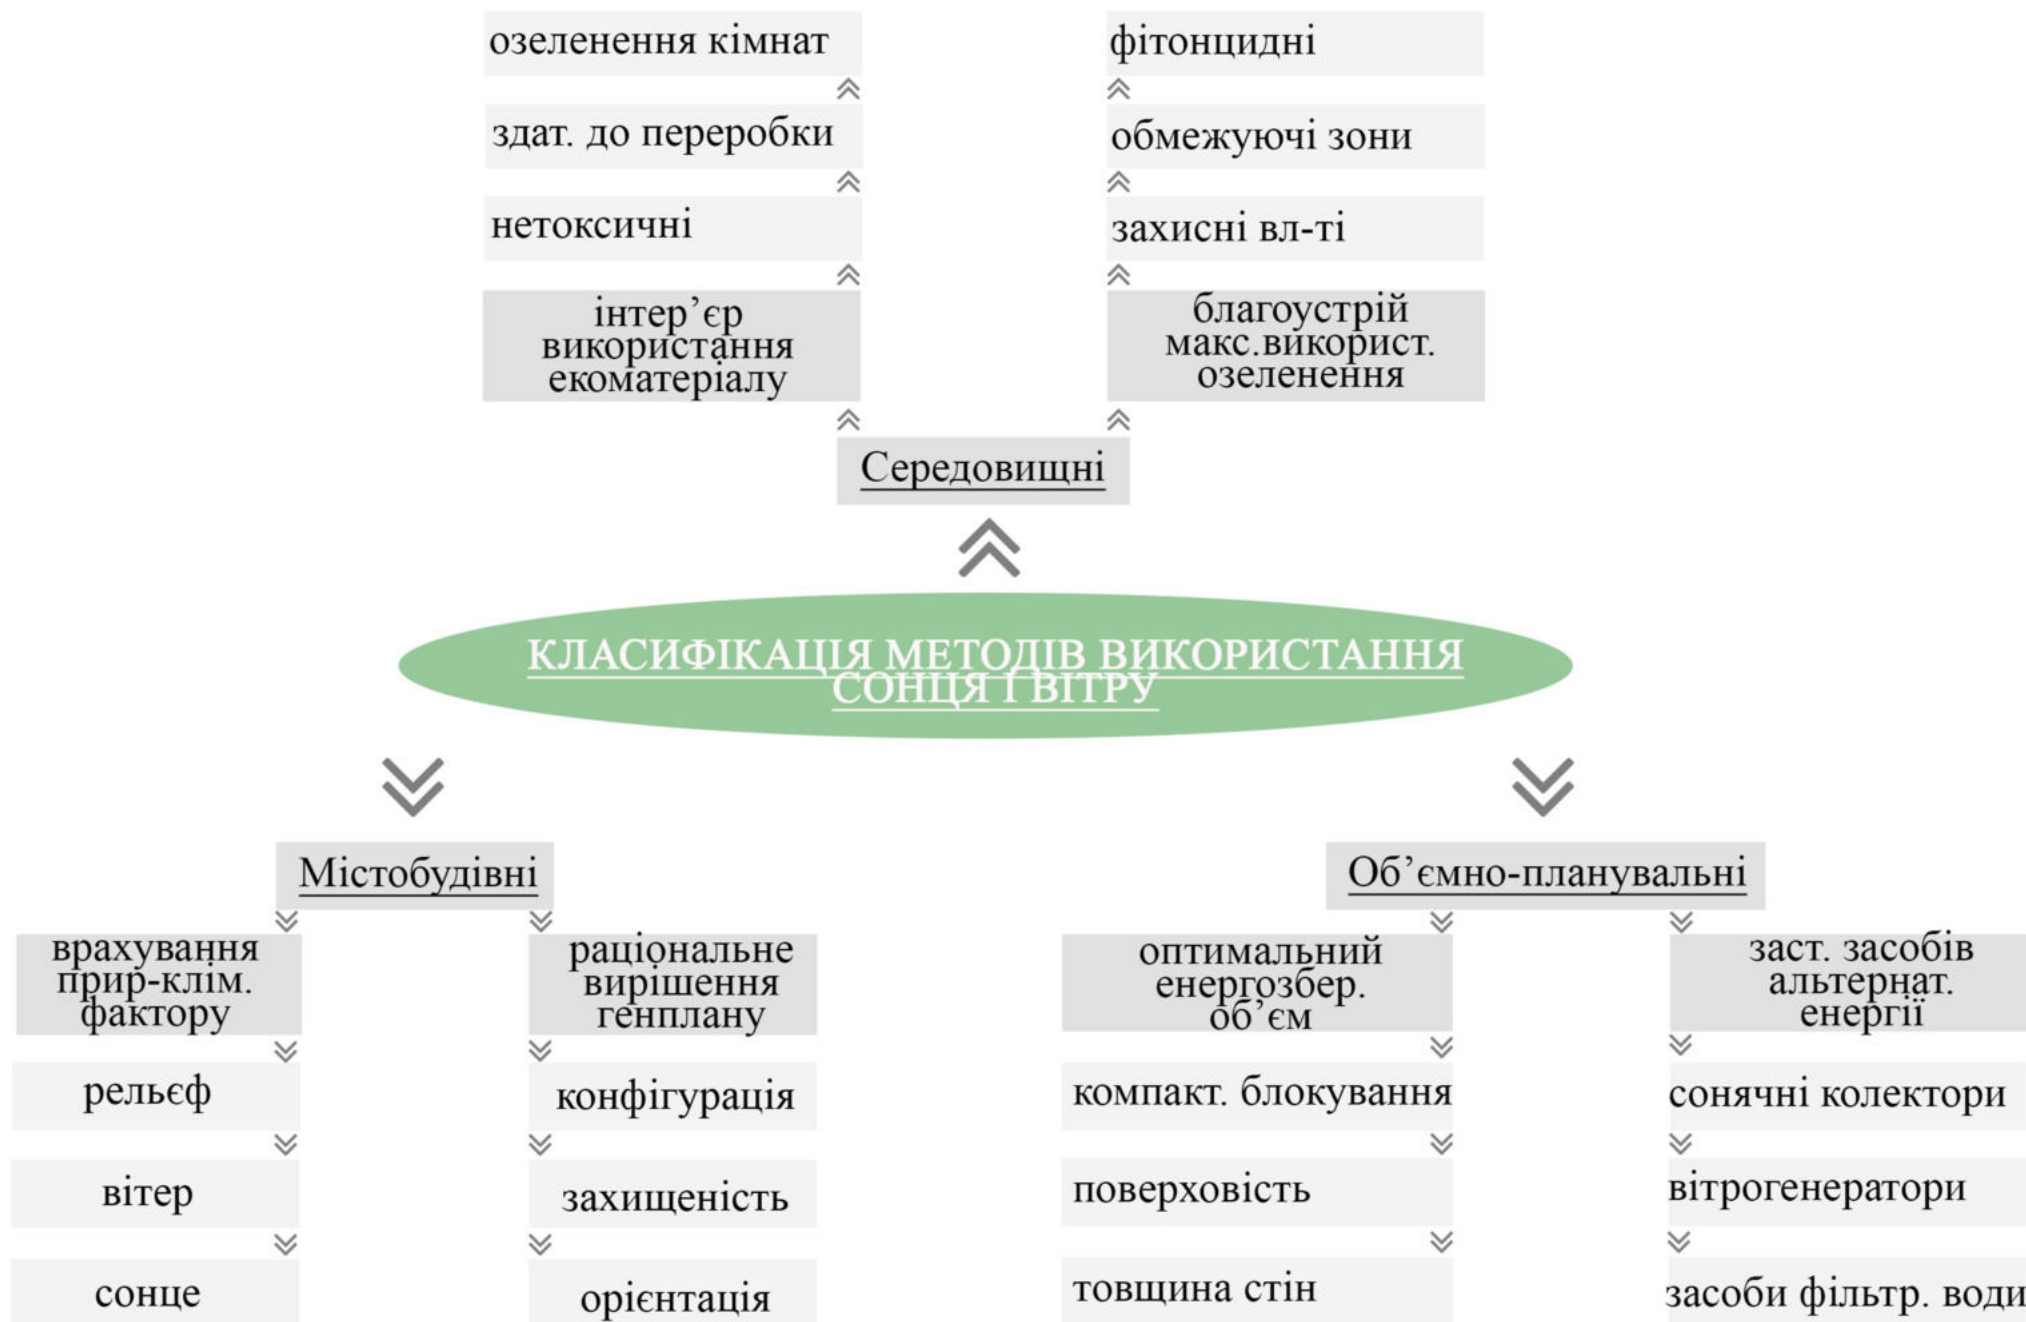 озеленення кімнат
фітонцидні
здат. до переробки
обмежуючі зони
нетоксичні
захисні вл-ті
інтер’єр
використання
екоматеріалу
благоустрій
макс.використ.
озеленення
Середовищні
КЛАСИФІКАЦІЯ МЕТОДІВ ВИКОРИСТАННЯ
СОНЦЯ І ВІТРУ
Містобудівні
Об’ємно-планувальні
врахування
прир-клім.
фактору
раціональне
вирішення
генплану
оптимальний
енергозбер.
об’єм
заст. засобів
альтернат.
енергії
рельєф
конфігурація
компакт. блокування
сонячні колектори
вітер
захищеність
поверховість
вітрогенератори
сонце
орієнтація
товщина стін
засоби фільтр. води